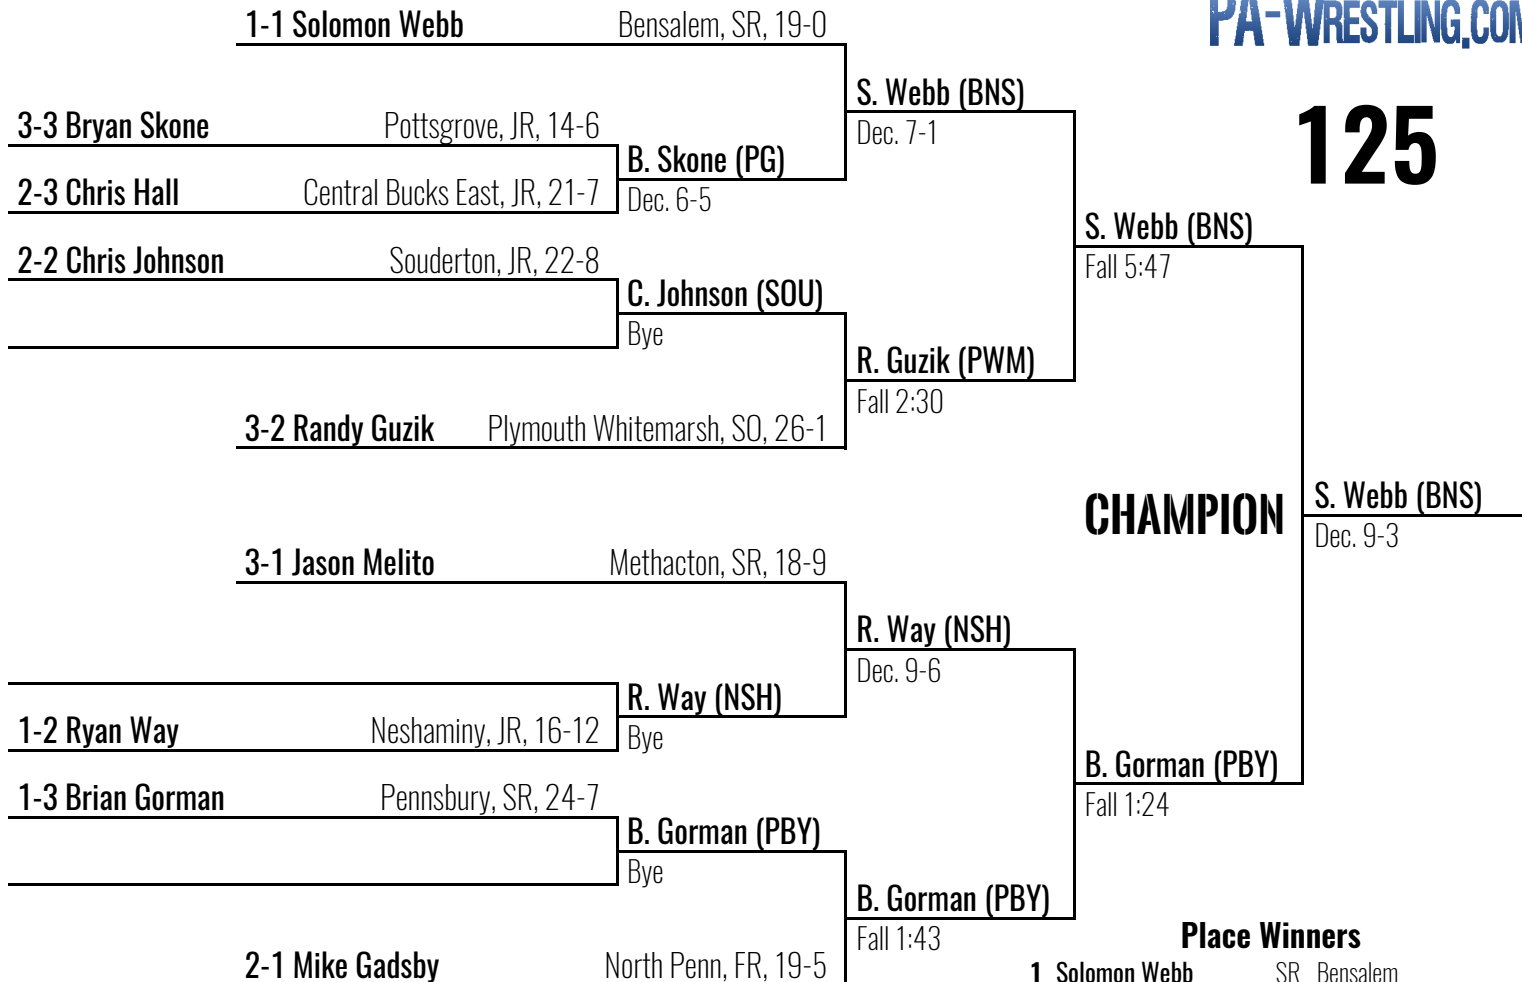 PA-WRESTLING.COM
125
1-1 Solomon Webb Bensalem, SR, 19-0
S. Webb (BNS)
Dec. 7-1
3-3 Bryan Skone Pottsgrove, JR, 14-6
B. Skone (PG)
Dec. 6-5
2-3 Chris Hall Central Bucks East, JR, 21-7
S. Webb (BNS)
Fall 5:47
2-2 Chris Johnson Souderton, JR, 22-8
C. Johnson (SOU)
Bye
R. Guzik (PWM)
Fall 2:30
3-2 Randy Guzik Plymouth Whitemarsh, SO, 26-1
CHAMPION
S. Webb (BNS)
Dec. 9-3
3-1 Jason Melito Methacton, SR, 18-9
R. Way (NSH)
Dec. 9-6
R. Way (NSH)
Bye
1-2 Ryan Way Neshaminy, JR, 16-12
B. Gorman (PBY)
Fall 1:24
1-3 Brian Gorman Pennsbury, SR, 24-7
B. Gorman (PBY)
Bye
B. Gorman (PBY)
Fall 1:43
2-1 Mike Gadsby North Penn, FR, 19-5
Place Winners
1 Solomon Webb SR Bensalem